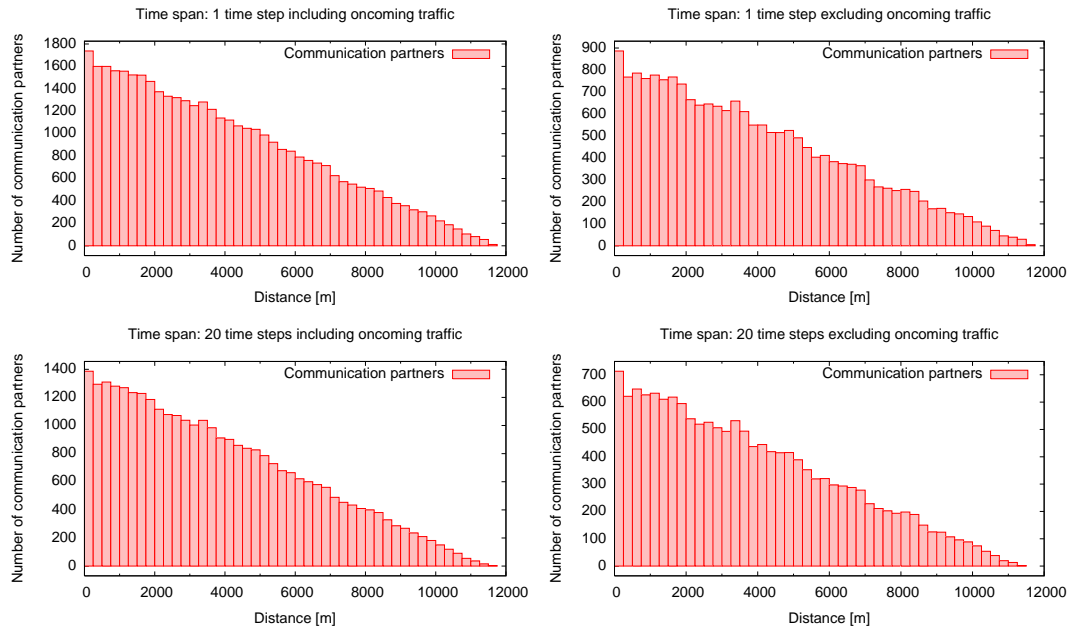 Time span: 1 time step including oncoming traffic
Number of communication partners
1800
1600
1400
1200
1000
800
600
400
200
0
Communication partners
0 2000 4000 6000 8000 10000 12000
Distance [m]
Time span: 1 time step excluding oncoming traffic
Number of communication partners
900
800
700
600
500
400
300
200
100
0
Communication partners
0 2000 4000 6000 8000 10000 12000
Distance [m]
Time span: 20 time steps including oncoming traffic
Number of communication partners
1400
1200
1000
800
600
400
200
0
Communication partners
0 2000 4000 6000 8000 10000 12000
Distance [m]
Time span: 20 time steps excluding oncoming traffic
Number of communication partners
700
600
500
400
300
200
100
0
Communication partners
0 2000 4000 6000 8000 10000 12000
Distance [m]